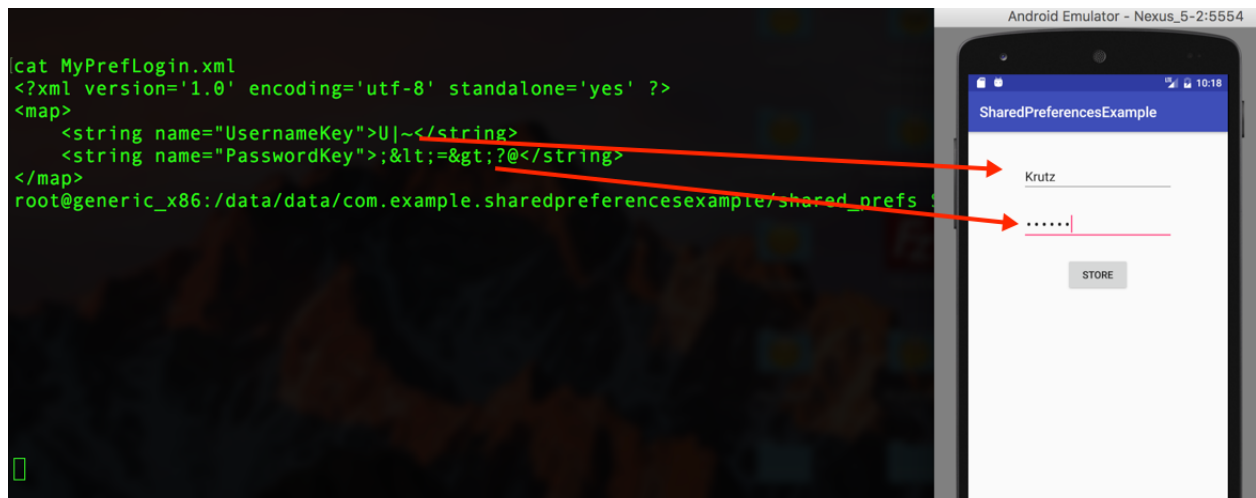 Android Emulator - Nexus_5-2:5554
cat MyPrefLogin.xml
<?xml version='1.0' encoding='utf-8' standalone='yes' ?>
<map>
    <string name="UsernameKey">U|~</string>
    <string name="PasswordKey">;&lt;=&gt;?@</string>
</map>
root@generic_x86:/data/data/com.example.sharedpreferencesexample/shared_prefs
10:18
SharedPreferencesExample
Krutz
••••••
STORE